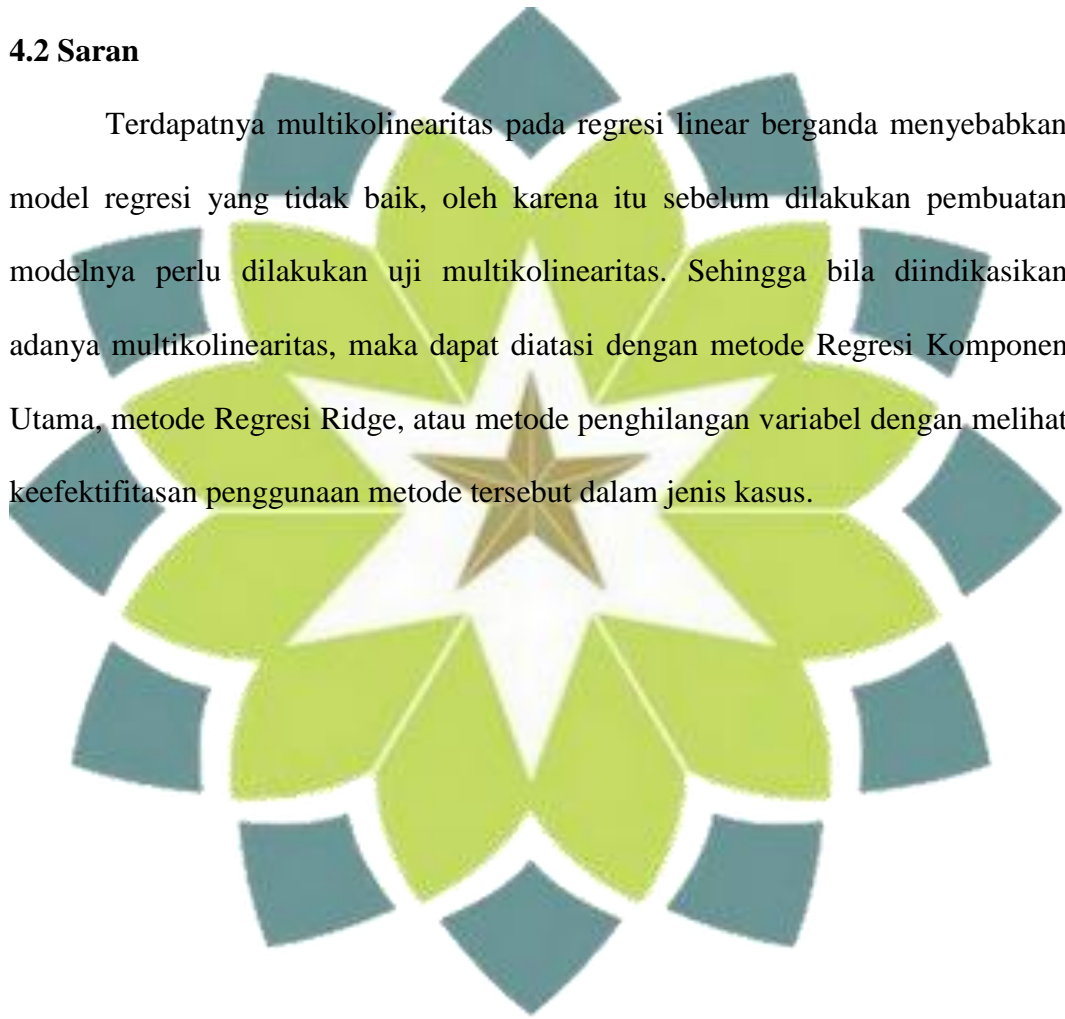 4.2 Saran
Terdapatnya multikolinearitas pada regresi linear berganda menyebabkan
model regresi yang tidak baik, oleh karena itu sebelum dilakukan pembuatan
modelnya perlu dilakukan uji multikolinearitas. Sehingga bila diindikasikan
adanya multikolinearitas, maka dapat diatasi dengan metode Regresi Komponen
Utama, metode Regresi Ridge, atau metode penghilangan variabel dengan melihat
keefektifitasan penggunaan metode tersebut dalam jenis kasus.